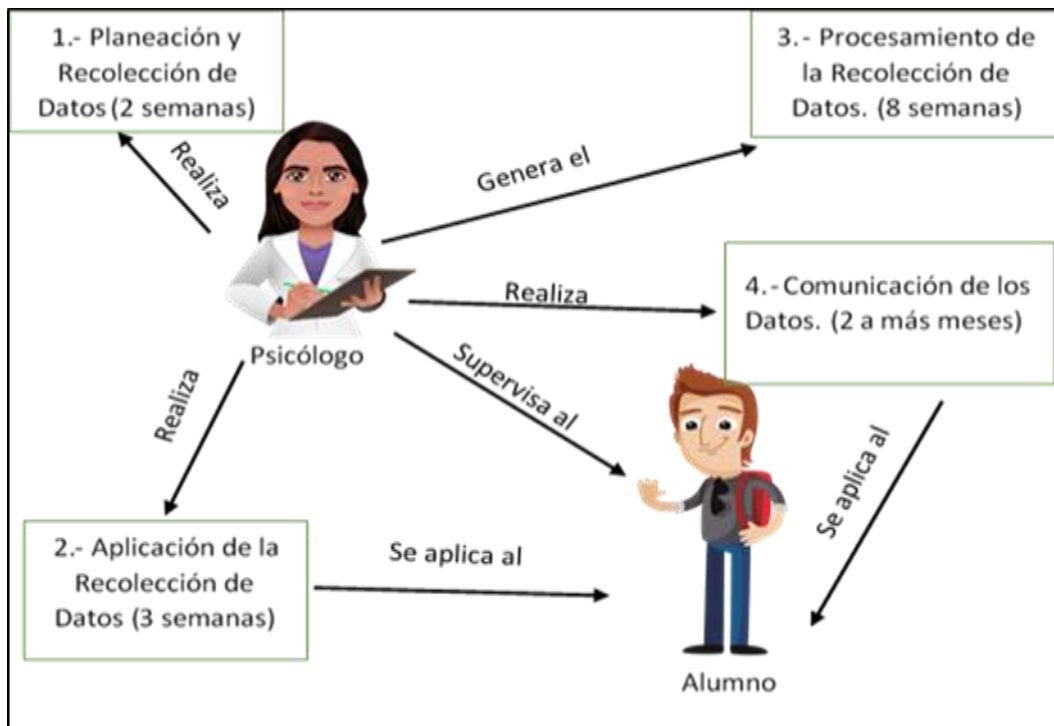 1.- Planeación y
Recolección de
Datos (2 semanas)
3.- Procesamiento de
la Recolección de
Datos. (8 semanas)
Realiza
Genera el
Realiza
4.- Comunicación de los
Datos. (2 a más meses)
Psicólogo
Supervisa al
Realiza
Se aplica al
2.- Aplicación de la
Recolección de
Datos (3 semanas)
Se aplica al
Alumno